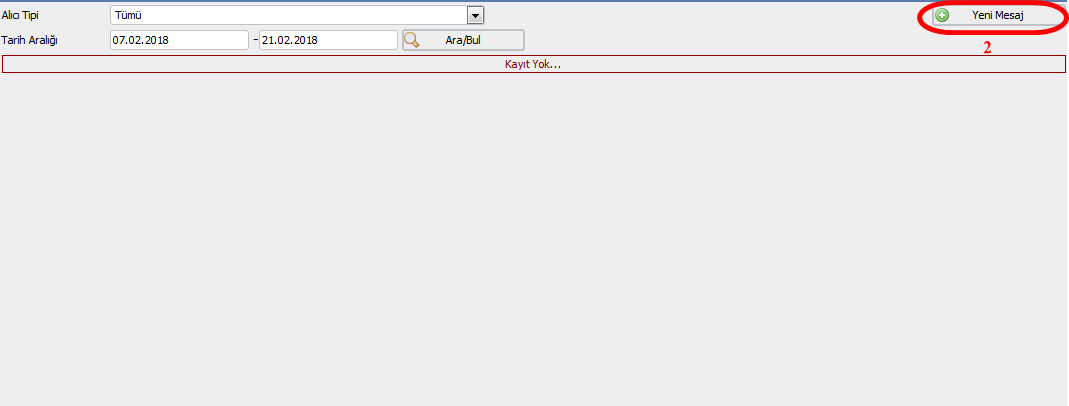 Alıcı Tipi Tümü Yeni Mesaj
2
Tarih Aralığı 07.02.2018 - 21.02.2018 Ara/Bul
Kayıt Yok...